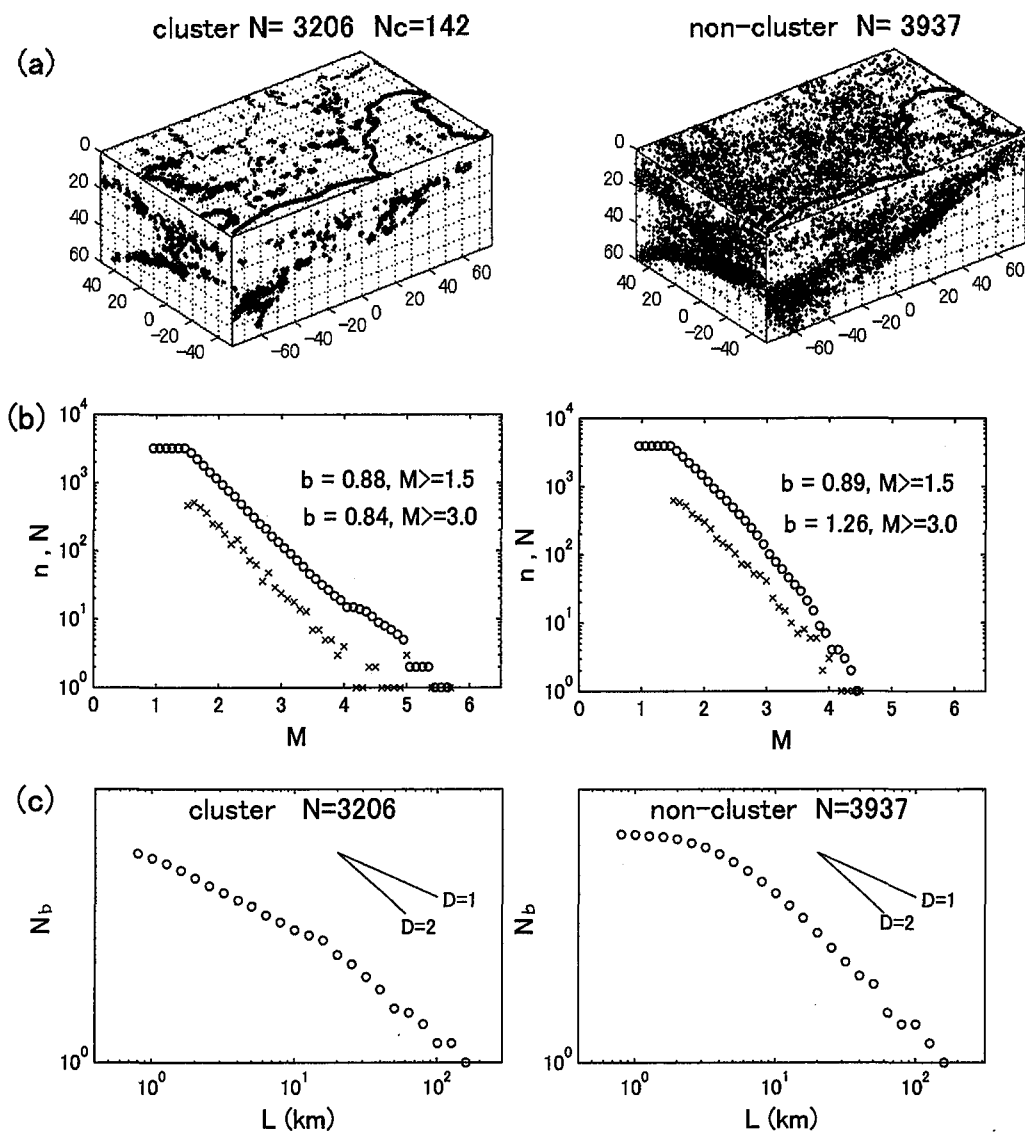 cluster N= 3206 Nc=142
non-cluster N= 3937
(a)
0
20
40
60
40
20
0
-20
-40
-60
-40
-20
0
20
40
60
0
20
40
60
40
20
0
-20
-40
-60
-40
-20
0
20
40
60
(b)
10^4
10^3
10^2
10^1
10^0
n , N
b = 0.88, M>=1.5
b = 0.84, M>=3.0
0 1 2 3 4 5 6
M
10^4
10^3
10^2
10^1
10^0
n , N
b = 0.89, M>=1.5
b = 1.26, M>=3.0
0 1 2 3 4 5 6
M
(c)
cluster N=3206
D=1
D=2
N_b
10^0
10^0 10^1 10^2
L (km)
non-cluster N=3937
D=1
D=2
N_b
10^0
10^0 10^1 10^2
L (km)